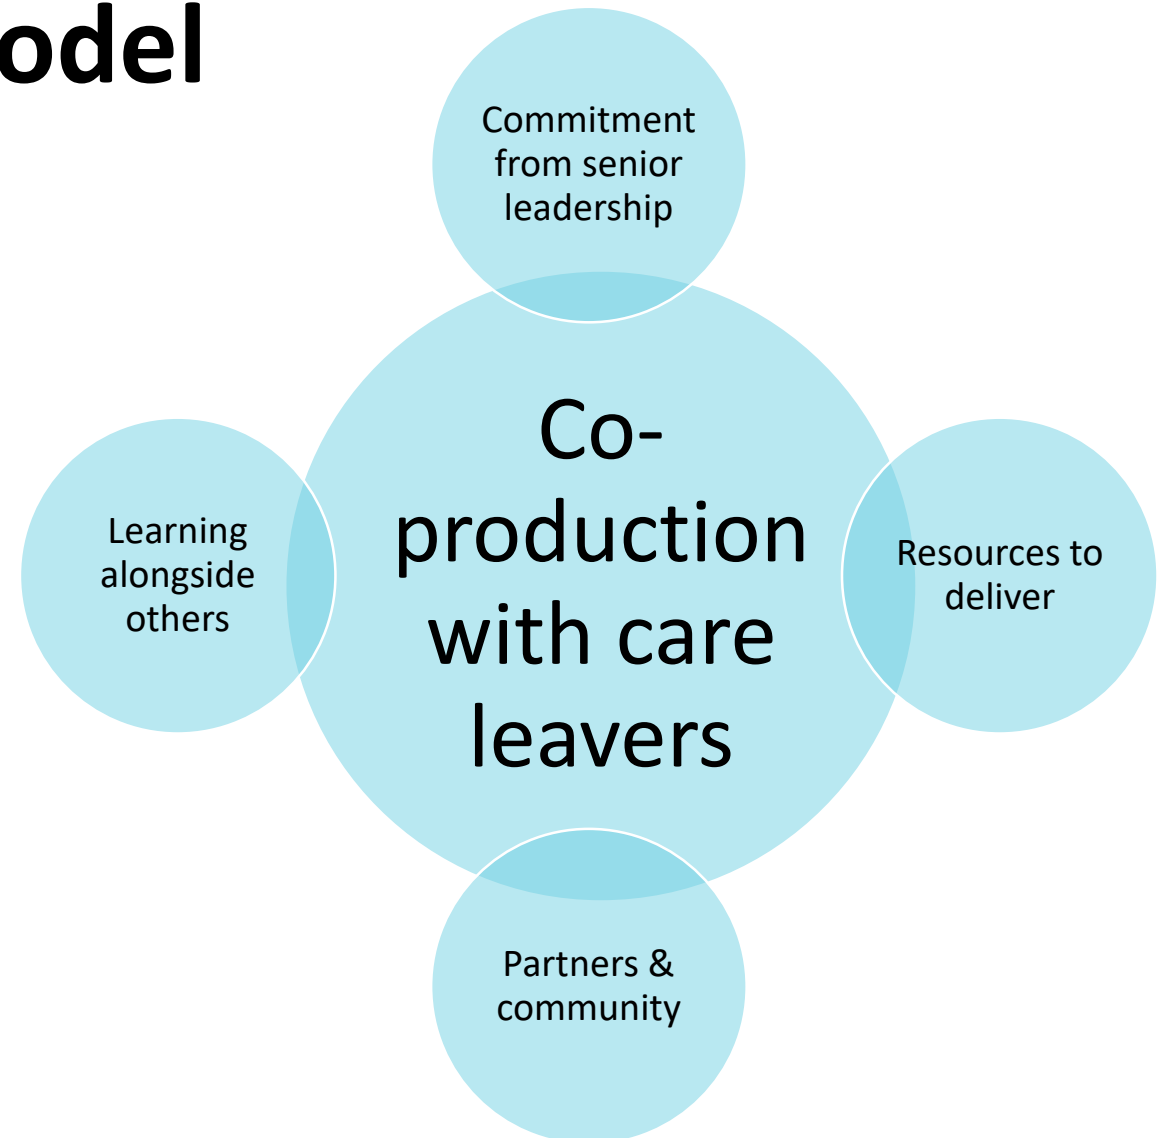 odel
Commitment
from senior
leadership
Co-
production
with care
leavers
Learning
alongside
others
Resources to
deliver
Partners &
community